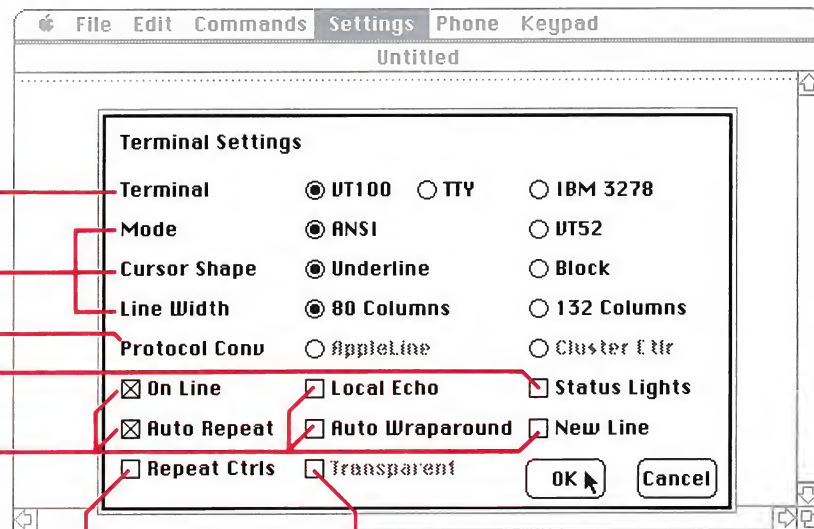 File Edit Commands Settings Phone Keypad
Untitled
Terminal Settings
Terminal VT100 TTY IBM 3278
Mode ANSI VT52
Cursor Shape Underline Block
Line Width 80 Columns 132 Columns
Protocol Conv AppleLine Cluster Ctlr
On Line Local Echo Status Lights
Auto Repeat Auto Wraparound New Line
Repeat Ctrls Transparent OK Cancel